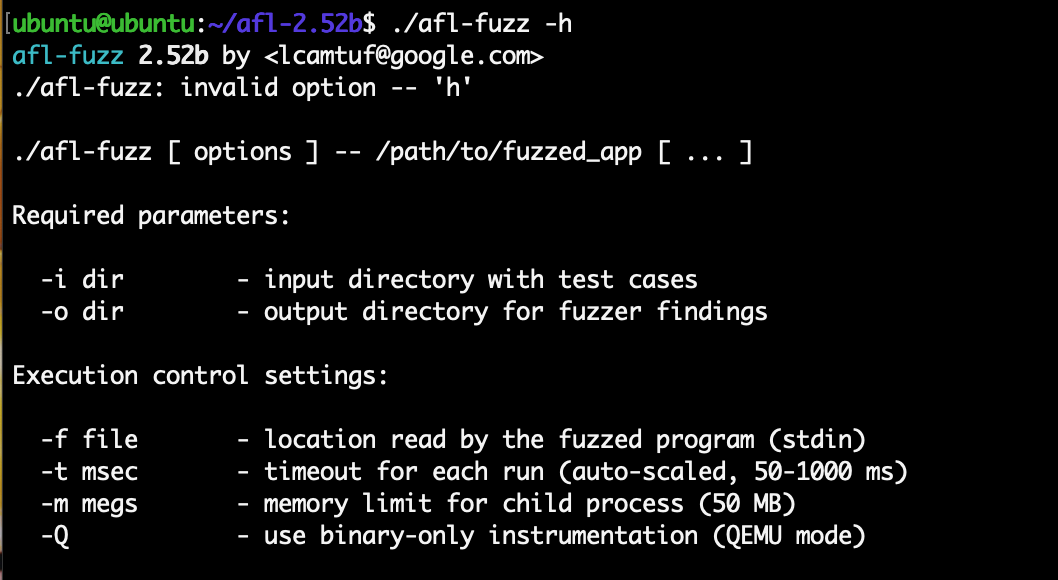 [ubuntu@ubuntu:~/afl-2.52b$ ./afl-fuzz -h
afl-fuzz 2.52b by <lcamtuf@google.com>
./afl-fuzz: invalid option -- 'h'
./afl-fuzz [ options ] -- /path/to/fuzzed_app [ ... ]
Required parameters:
-i dir - input directory with test cases
-o dir - output directory for fuzzer findings
Execution control settings:
-f file - location read by the fuzzed program (stdin)
-t msec - timeout for each run (auto-scaled, 50-1000 ms)
-m megs - memory limit for child process (50 MB)
-Q - use binary-only instrumentation (QEMU mode)